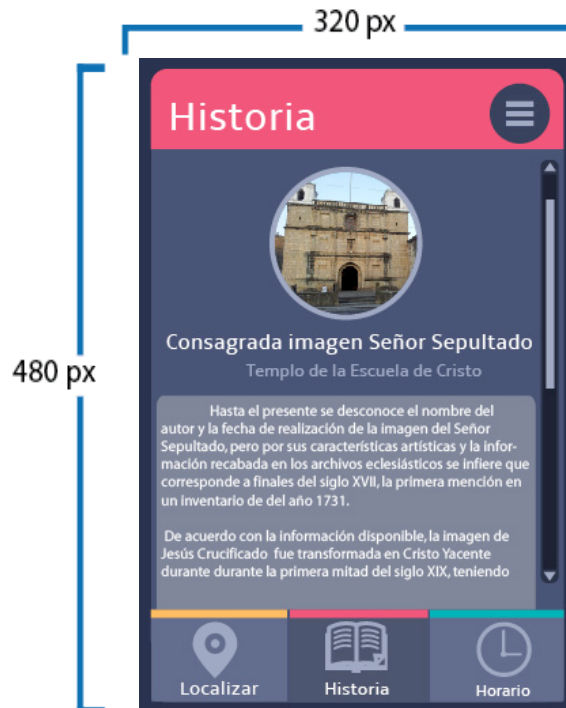 320 px
480 px
Historia
Consagrada imagen Señor Sepultado
Templo de la Escuela de Cristo
Hasta el presente se desconoce el nombre del
autor y la fecha de realización de la imagen del Señor
Sepultado, pero por sus características artísticas y la infor-
mación recabada en los archivos eclesiásticos se infiere que
corresponde a finales del siglo XVII, la primera mención en
un inventario de del año 1731.
De acuerdo con la información disponible, la imagen de
Jesús Crucificado fue transformada en Cristo Yacente
durante durante la primera mitad del siglo XIX, teniendo
Localizar
Historia
Horario